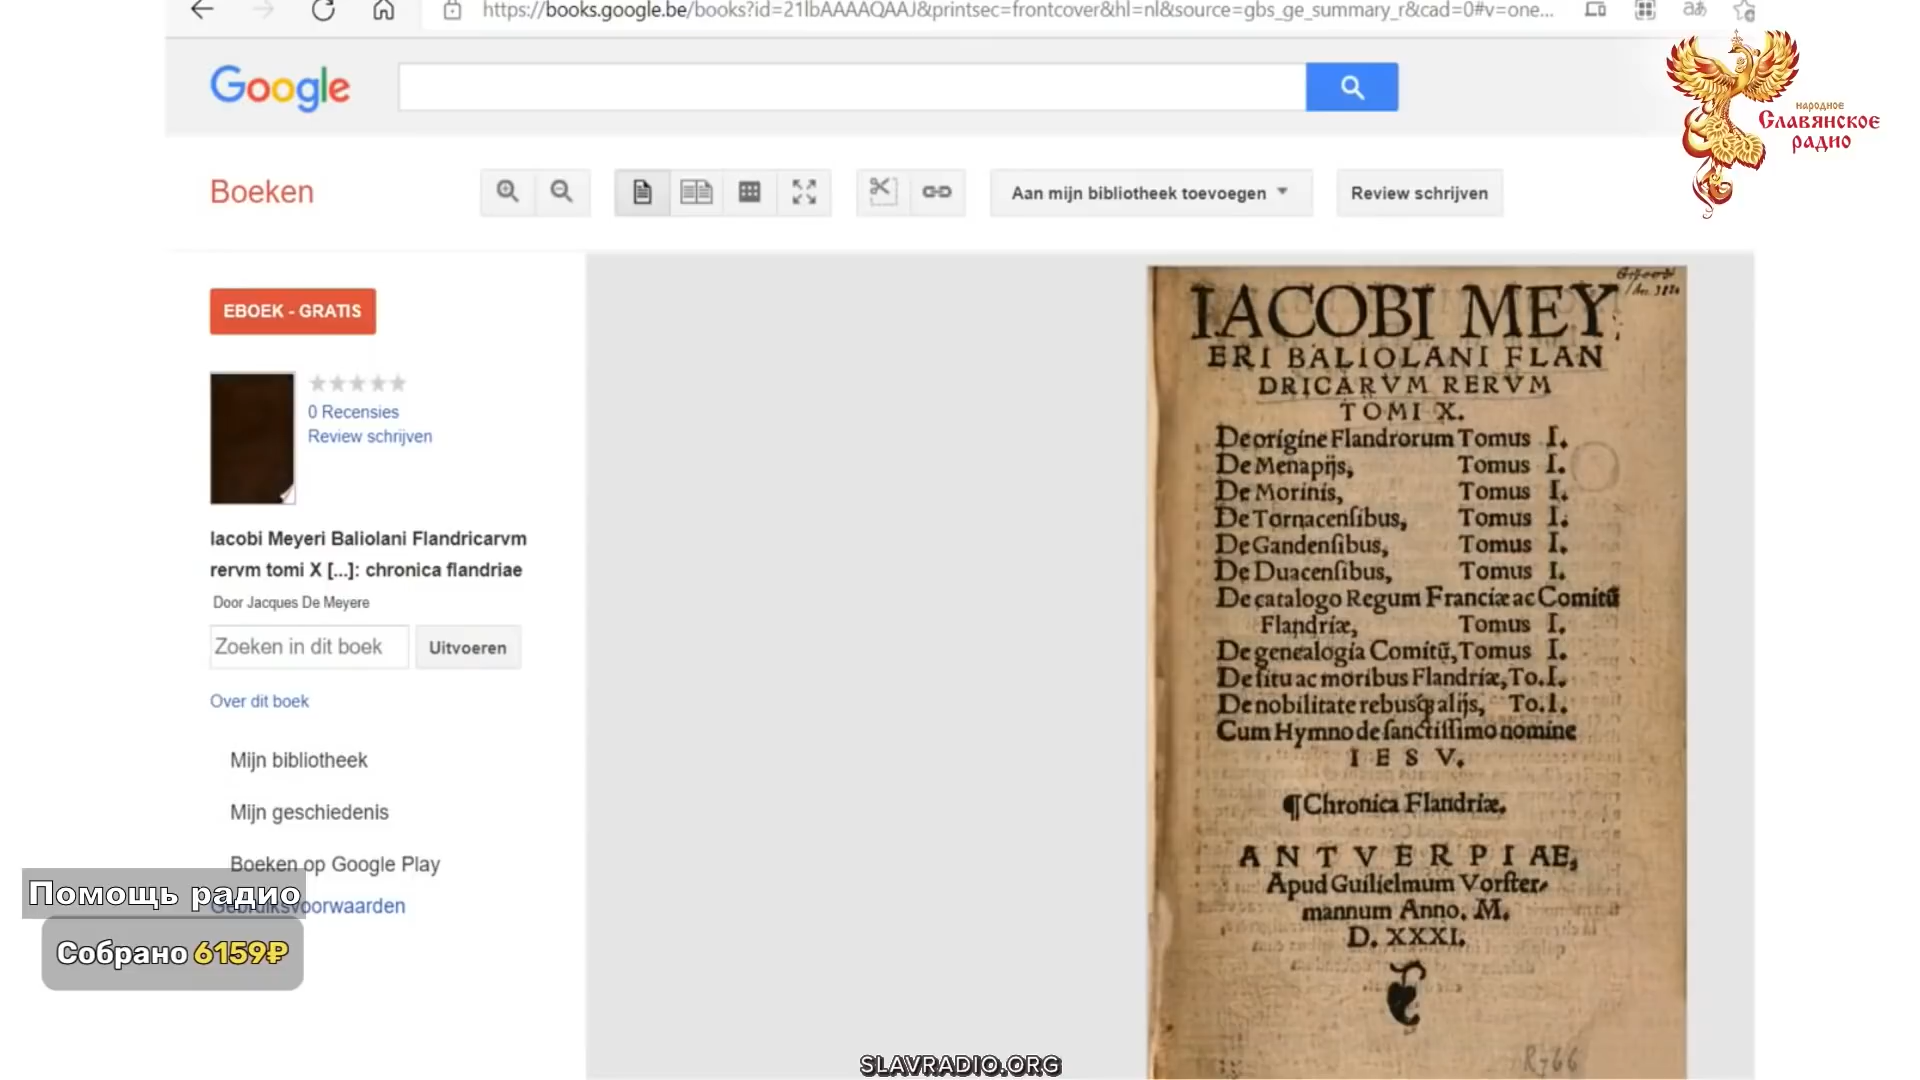 https://books.google.be/books?id=21lbAAAAQAAJ&printsec=frontcover&hl=nl&source=gbs_ge_summary_r&cad=0#v=one...
Google
народное
Славянское
радио
Boeken
Aan mijn bibliotheek toevoegen
Review schrijven
EBOEK - GRATIS
0 Recensies
Review schrijven
Iacobi Meyeri Baliolani Flandricarvm
rervm tomi X [...]: chronica flandriae
Door Jacques De Meyere
Zoeken in dit boek
Uitvoeren
Over dit boek
Mijn bibliotheek
Mijn geschiedenis
Boeken op Google Play
Gebruiksvoorwaarden
Помощь радио
Собрано 6159₽
IACOBI MEY
ERI BALIOLANI FLAN
DRICARVM RERVM
TOMI X.
De origine Flandrorum Tomus I.
De Menapijs, Tomus I.
De Morinis, Tomus I.
De Tornacenſibus, Tomus I.
De Gandenſibus, Tomus I.
De Duacenſibus, Tomus I.
De catalogo Regum Franciæ ac Comitũ
Flandriæ, Tomus I.
De genealogia Comitũ, Tomus I.
De ſitu ac moribus Flandriæ, To. I.
De nobilitate rebusq̃ alijs, To. I.
Cum Hymno de ſanctiſſimo nomine
I E S V.
¶ Chronica Flandriæ.
A N T V E R P I AE,
Apud Guilielmum Vorſter-
mannum Anno. M.
D. XXXI.
R766
SLAVRADIO.ORG